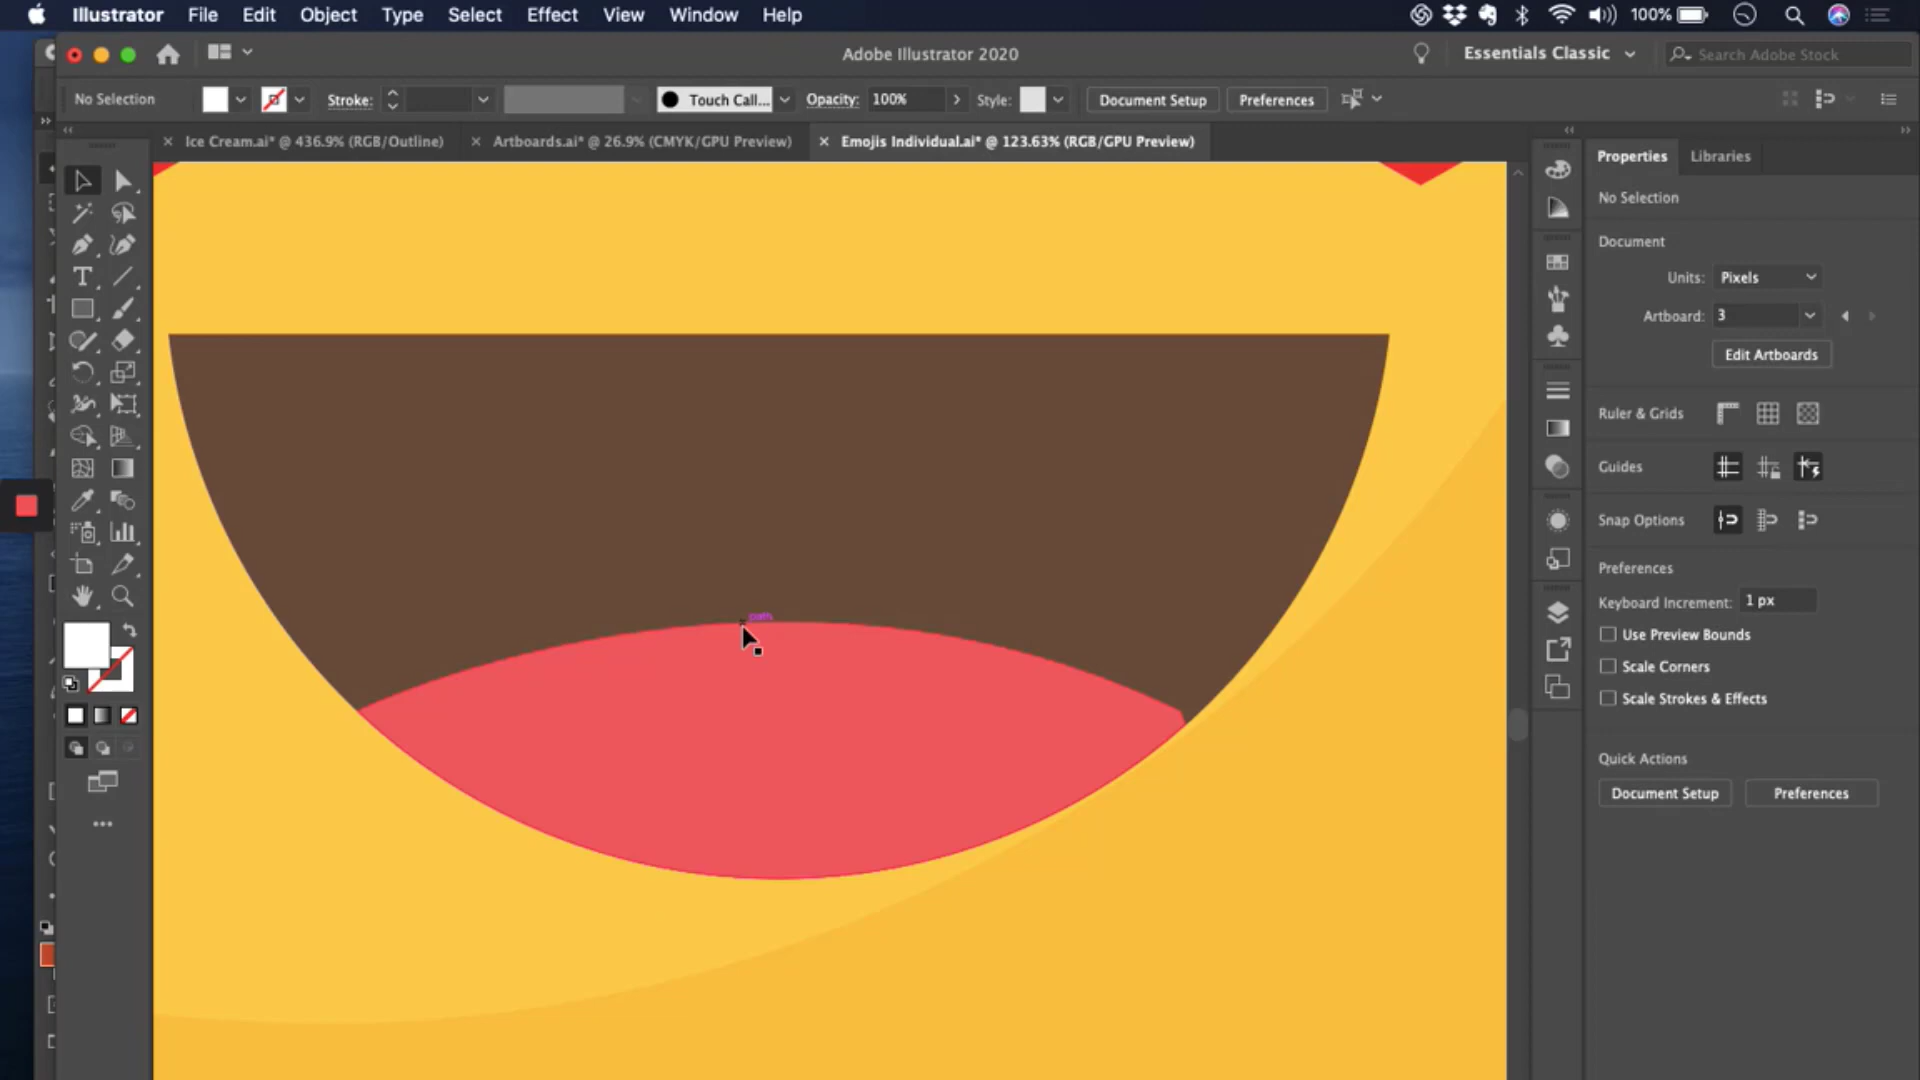 Illustrator File Edit Object Type Select Effect View Window Help 100%
Adobe Illustrator 2020 Essentials Classic Search Adobe Stock
No Selection Stroke: Touch Call... Opacity: 100% Style: Document Setup Preferences
Ice Cream.ai* @ 436.9% (RGB/Outline) Artboards.ai* @ 26.9% (CMYK/GPU Preview) Emojis Individual.ai* @ 123.63% (RGB/GPU Preview)
Properties Libraries
No Selection
Document
Units: Pixels
Artboard: 3
Edit Artboards
Ruler & Grids
Guides
Snap Options
Preferences
Keyboard Increment: 1 px
path
Use Preview Bounds
Scale Corners
Scale Strokes & Effects
Quick Actions
Document Setup Preferences